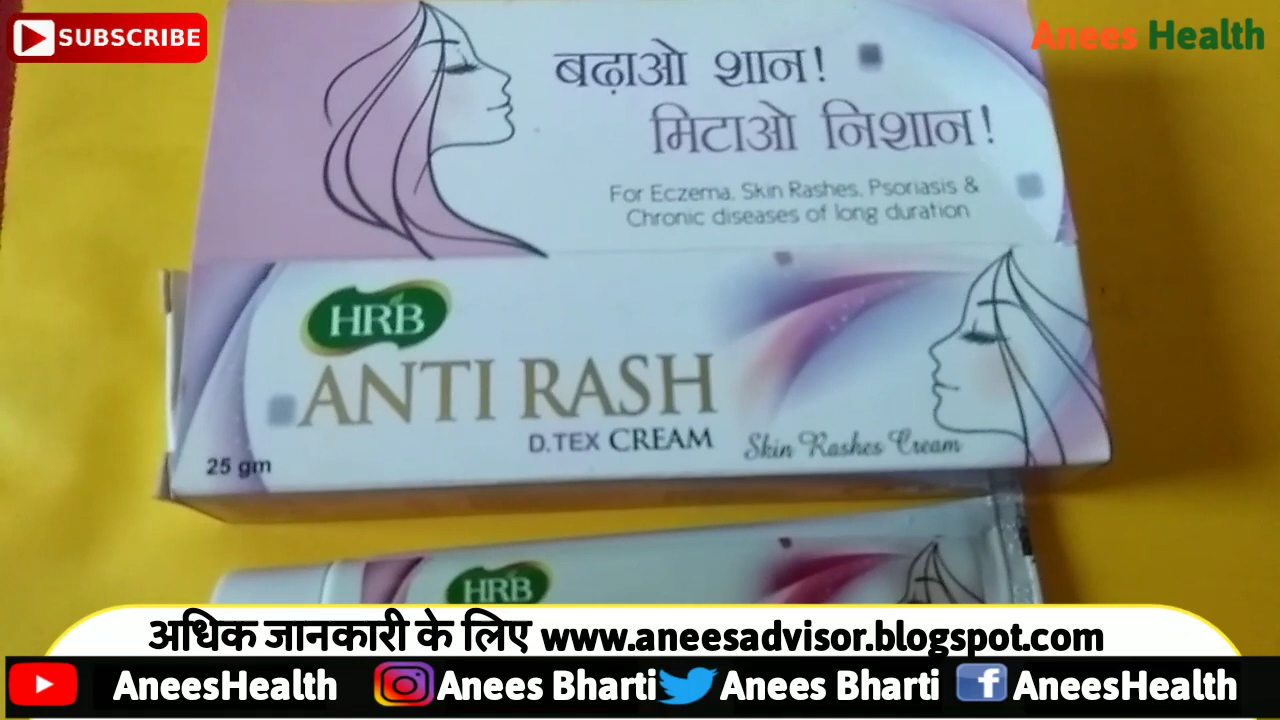 SUBSCRIBE
Anees Health
बढ़ाओ शान!
मिटाओ निशान!
For Eczema, Skin Rashes, Psoriasis &
Chronic diseases of long duration
HRB
ANTI RASH
D.TEX CREAM
Skin Rashes Cream
25 gm
HRB
अधिक जानकारी के लिए www.aneesadvisor.blogspot.com
AneesHealth
Anees Bharti
Anees Bharti
f AneesHealth